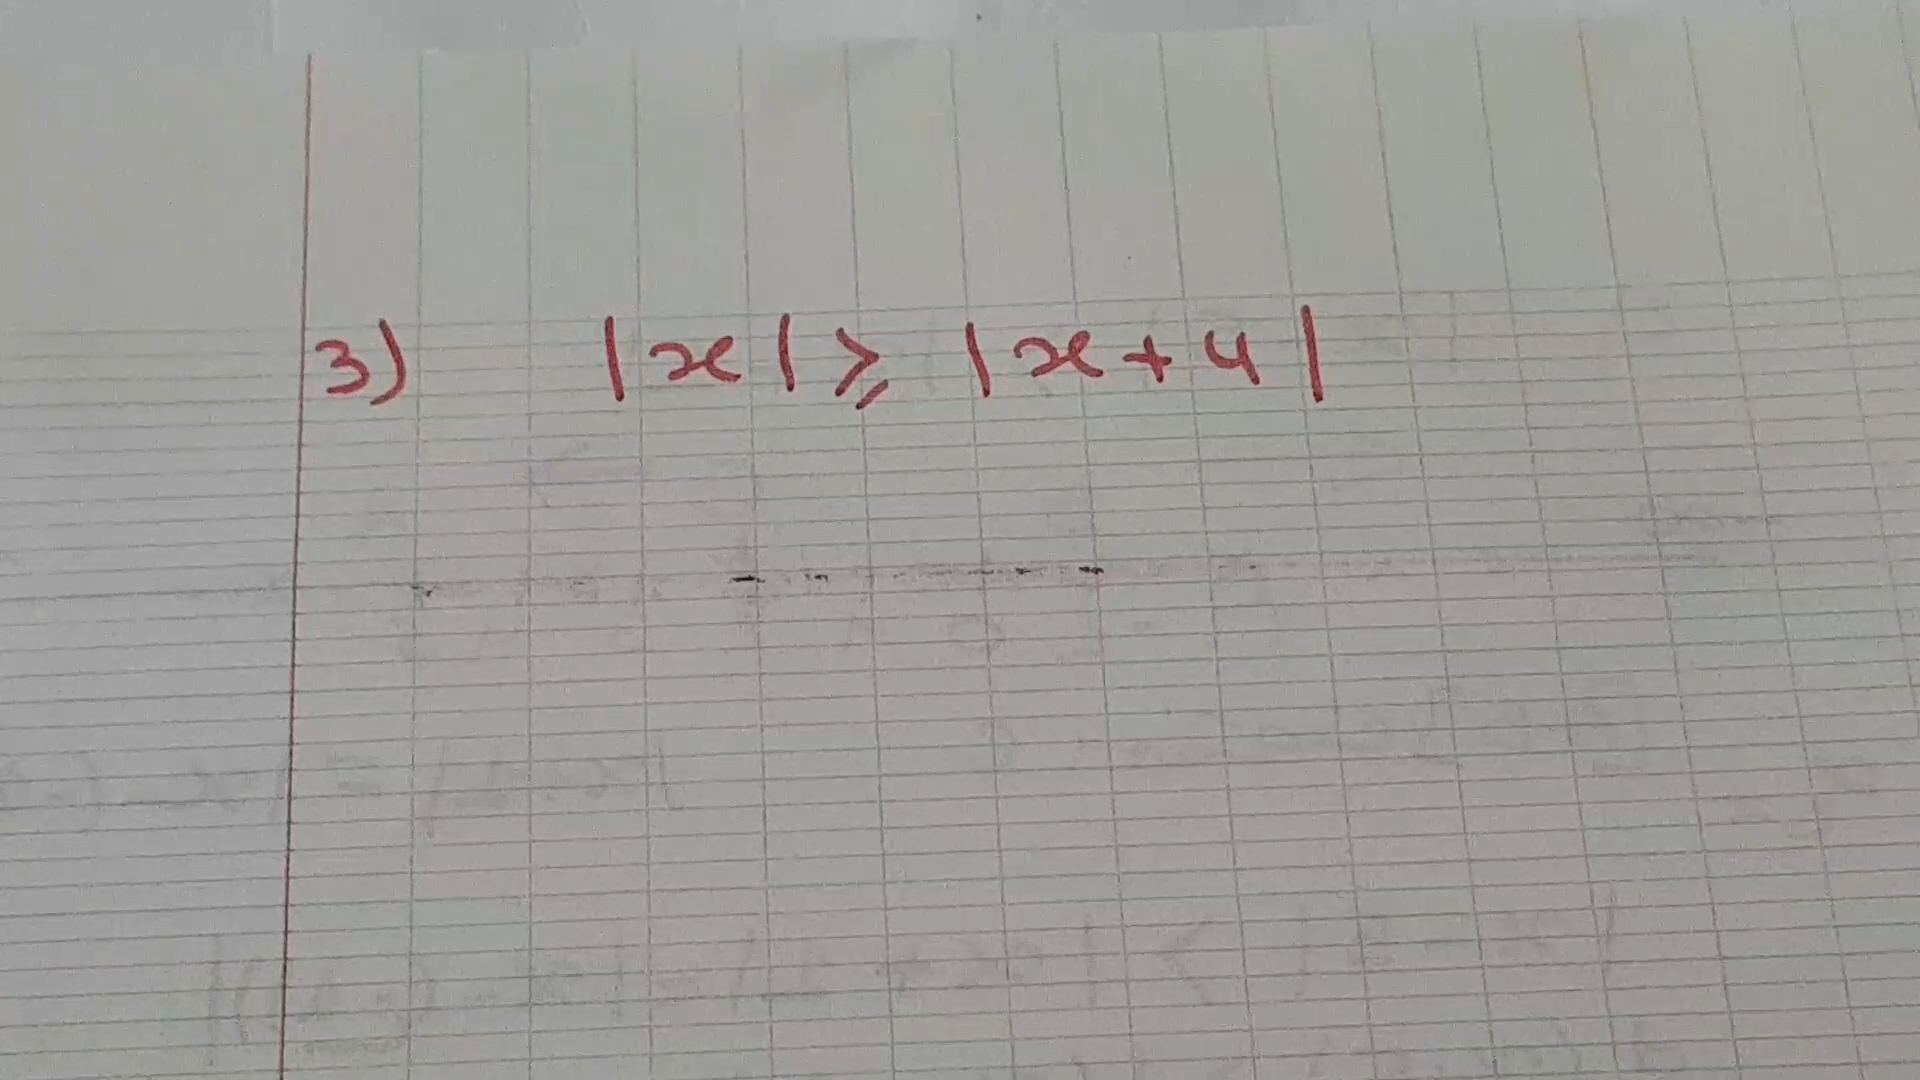 3) |x| ⩾ |x + 4|